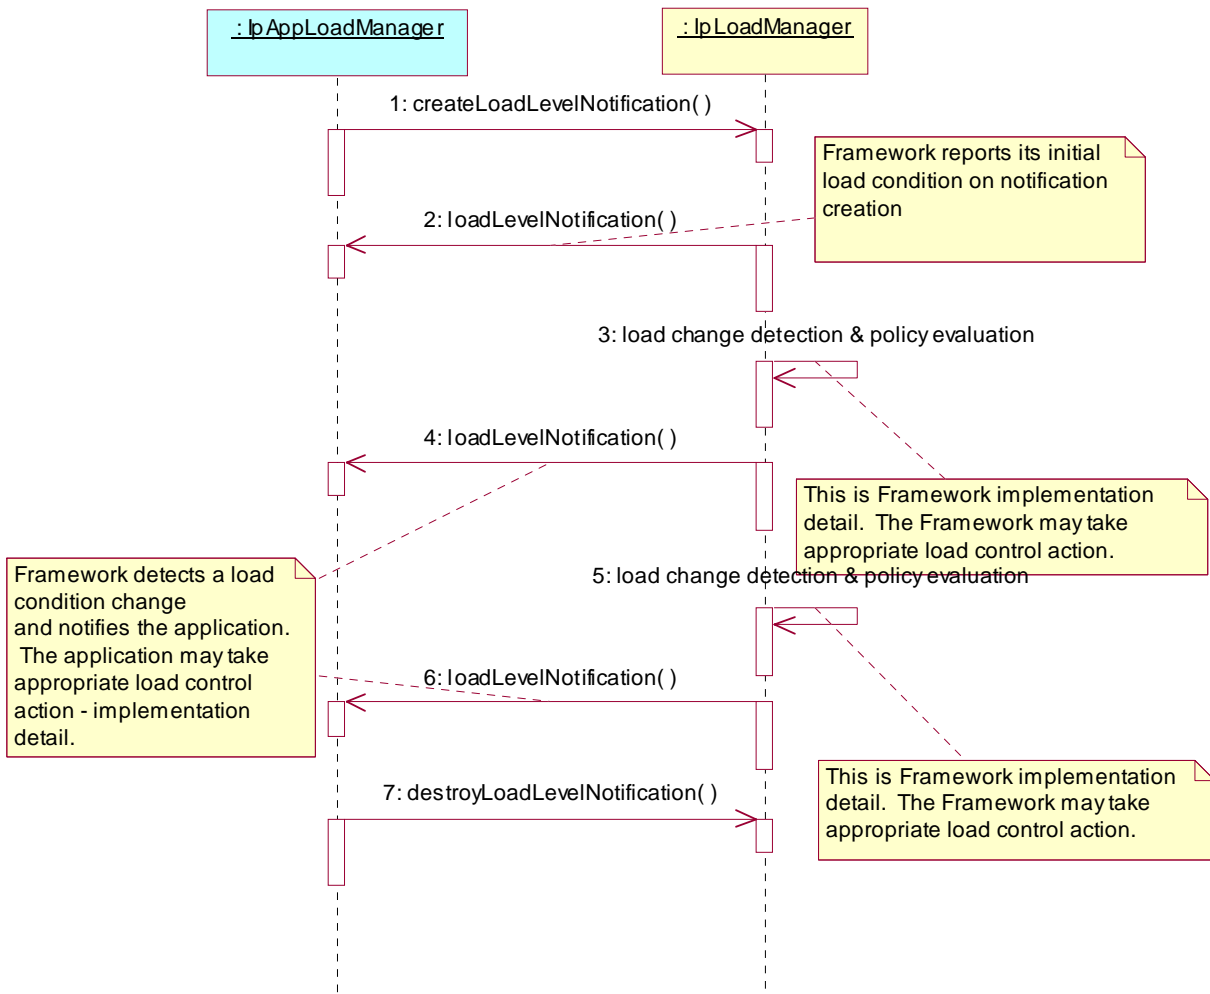 : IpAppLoadManager
: IpLoadManager
1: createLoadLevelNotification( )
Framework reports its initial
load condition on notification
creation
2: loadLevelNotification( )
3: load change detection & policy evaluation
4: loadLevelNotification( )
This is Framework implementation
detail. The Framework may take
appropriate load control action.
Framework detects a load
condition change
and notifies the application.
The application may take
appropriate load control
action - implementation
detail.
5: load change detection & policy evaluation
6: loadLevelNotification( )
This is Framework implementation
detail. The Framework may take
appropriate load control action.
7: destroyLoadLevelNotification( )